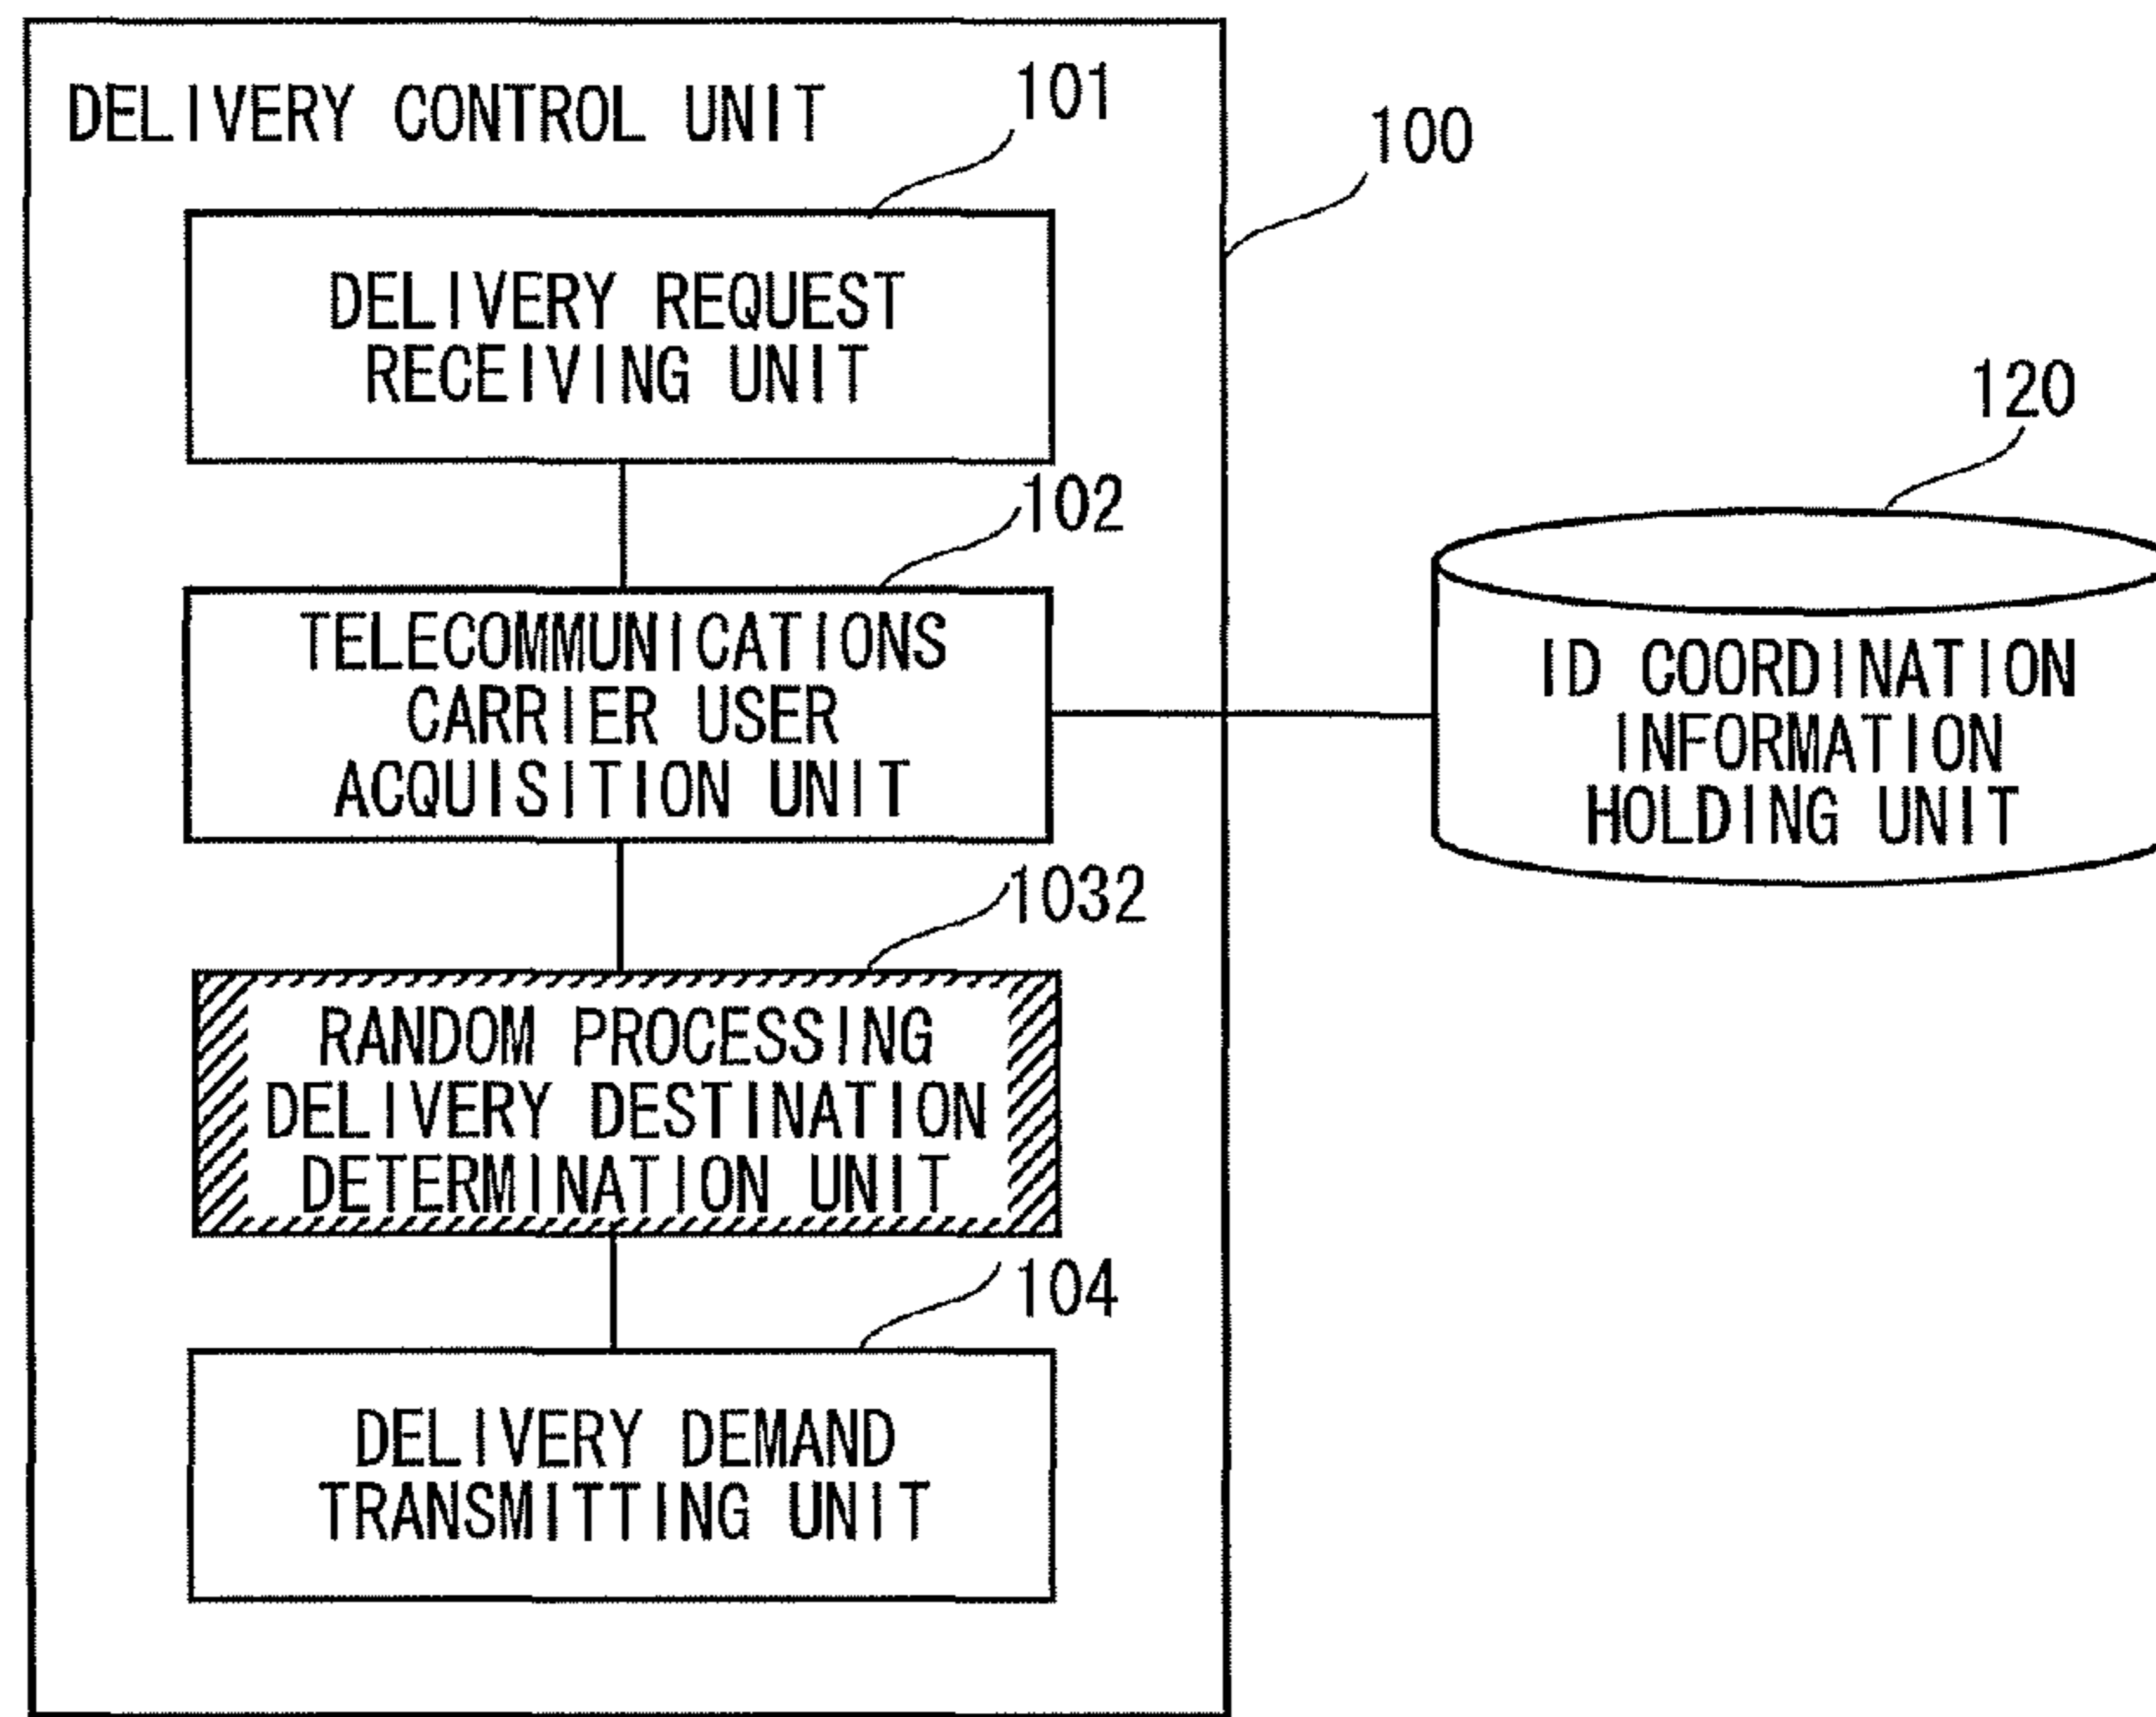 DELIVERY CONTROL UNIT
101
100
DELIVERY REQUEST
RECEIVING UNIT
120
102
TELECOMMUNICATIONS
CARRIER USER
ACQUISITION UNIT
ID COORDINATION
INFORMATION
HOLDING UNIT
1032
RANDOM PROCESSING
DELIVERY DESTINATION
DETERMINATION UNIT
104
DELIVERY DEMAND
TRANSMITTING UNIT